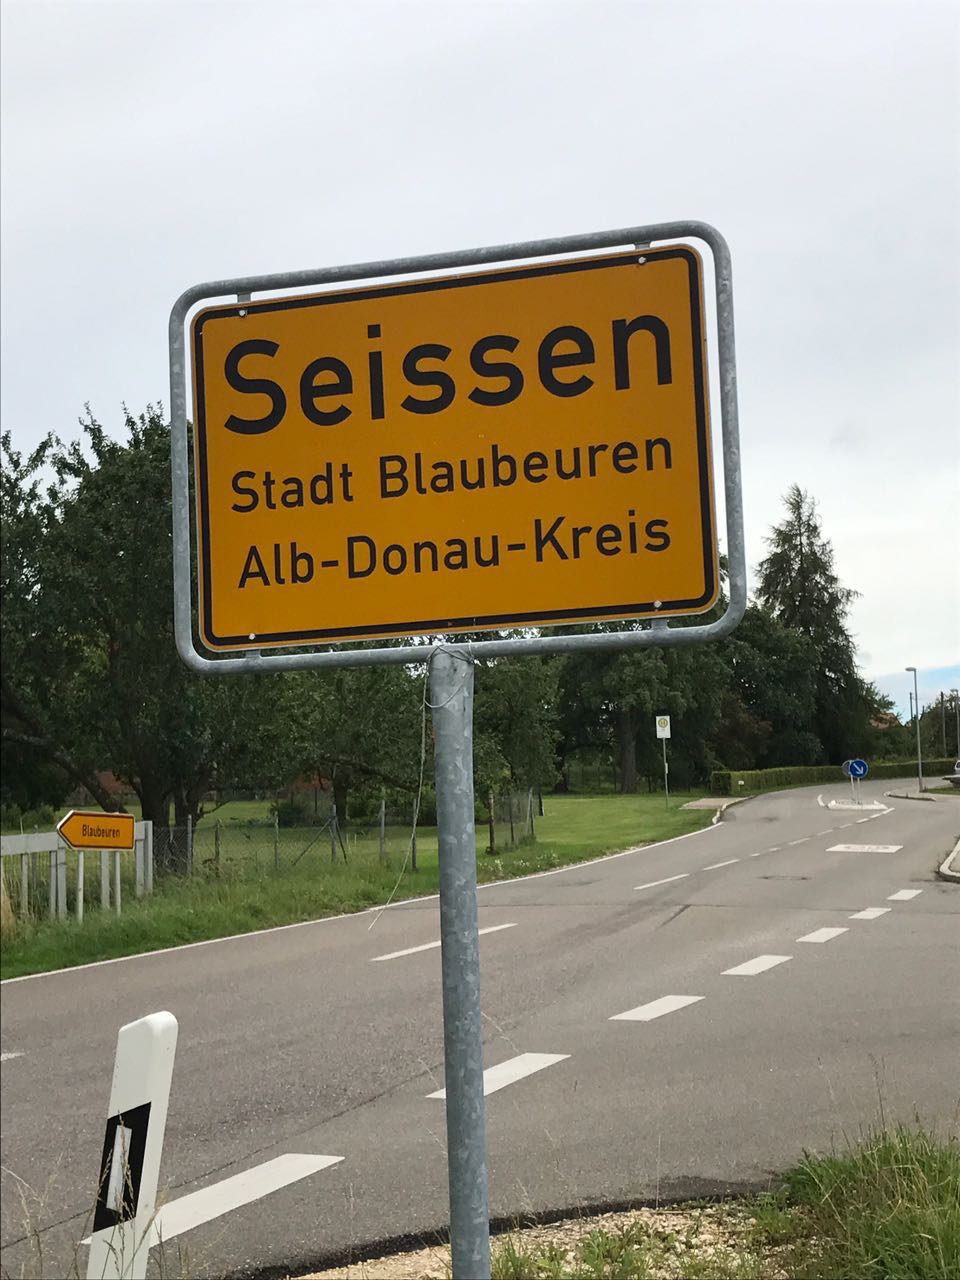 Seissen
Stadt Blaubeuren
Alb-Donau-Kreis
Blaubeuren
H